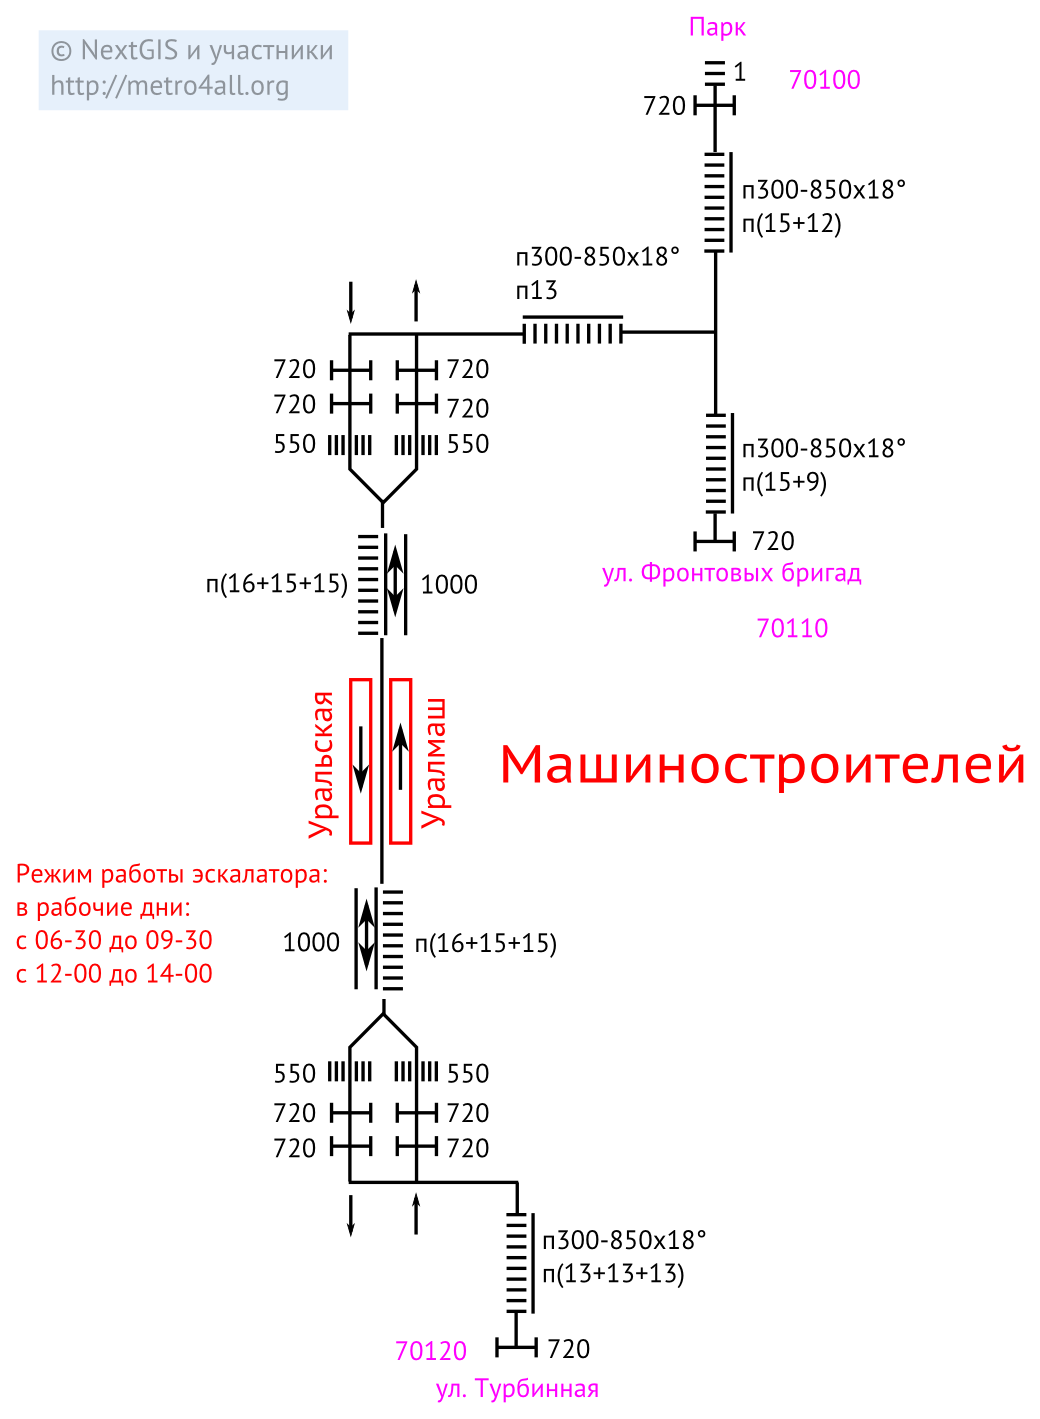 © NextGIS и участники
http://metro4all.org
Парк
1
70100
720
п300-850x18°
п(15+12)
п300-850x18°
п13
720
720
720
720
550
550
п300-850x18°
п(15+9)
720
ул. Фронтовых бригад
70110
п(16+15+15)
1000
Уральская
Уралмаш
Машиностроителей
Режим работы эскалатора:
в рабочие дни:
с 06-30 до 09-30
с 12-00 до 14-00
1000
п(16+15+15)
550
550
720
720
720
720
п300-850x18°
п(13+13+13)
70120
720
ул. Турбинная